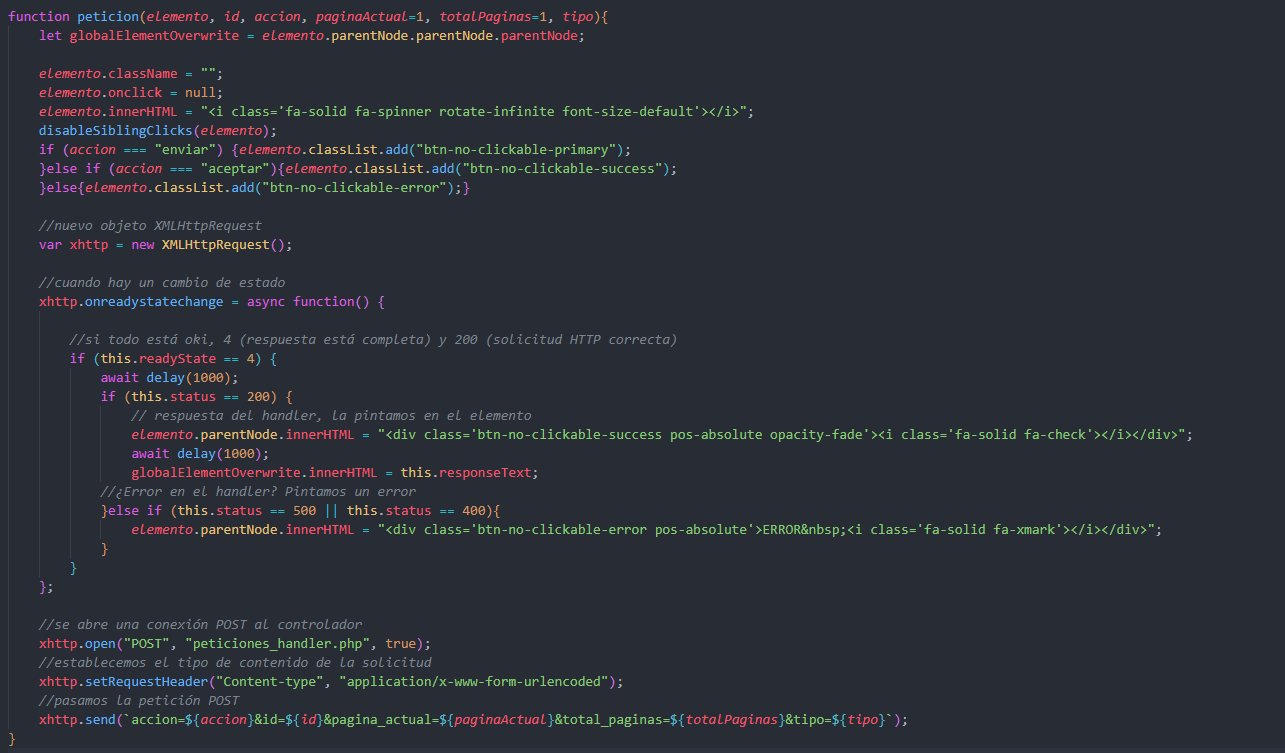 function peticion(elemento, id, accion, paginaActual=1, totalPaginas=1, tipo){
    let globalElementOverwrite = elemento.parentNode.parentNode.parentNode;

    elemento.className = "";
    elemento.onclick = null;
    elemento.innerHTML = "<i class='fa-solid fa-spinner rotate-infinite font-size-default'></i>";
    disableSiblingClicks(elemento);
    if (accion === "enviar") {elemento.classList.add("btn-no-clickable-primary");
    }else if (accion === "aceptar"){elemento.classList.add("btn-no-clickable-success");
    }else{elemento.classList.add("btn-no-clickable-error");}

    //nuevo objeto XMLHttpRequest
    var xhttp = new XMLHttpRequest();

    //cuando hay un cambio de estado
    xhttp.onreadystatechange = async function() {

        //si todo está oki, 4 (respuesta está completa) y 200 (solicitud HTTP correcta)
        if (this.readyState == 4) {
            await delay(1000);
            if (this.status == 200) {
                // respuesta del handler, la pintamos en el elemento
                elemento.parentNode.innerHTML = "<div class='btn-no-clickable-success pos-absolute opacity-fade'><i class='fa-solid fa-check'></i></div>";
                await delay(1000);
                globalElementOverwrite.innerHTML = this.responseText;
            //¿Error en el handler? Pintamos un error
            }else if (this.status == 500 || this.status == 400){
                elemento.parentNode.innerHTML = "<div class='btn-no-clickable-error pos-absolute'>ERROR&nbsp;<i class='fa-solid fa-xmark'></i></div>";
            }
        }
    };

    //se abre una conexión POST al controlador
    xhttp.open("POST", "peticiones_handler.php", true);
    //establecemos el tipo de contenido de la solicitud
    xhttp.setRequestHeader("Content-type", "application/x-www-form-urlencoded");
    //pasamos la petición POST
    xhttp.send(`accion=${accion}&id=${id}&pagina_actual=${paginaActual}&total_paginas=${totalPaginas}&tipo=${tipo}`);
}